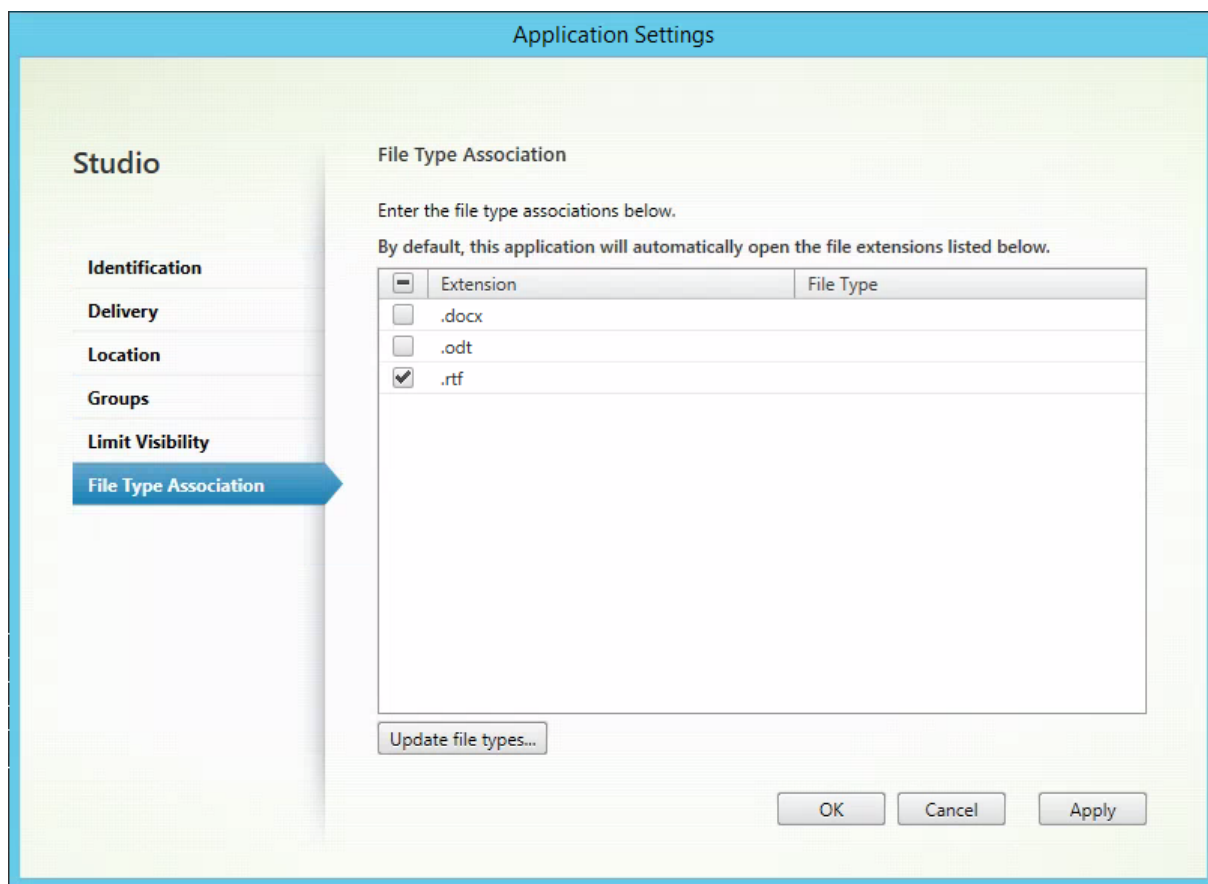 Application Settings
Studio
Identification
Delivery
Location
Groups
Limit Visibility
File Type Association
File Type Association
Enter the file type associations below.
By default, this application will automatically open the file extensions listed below.
Extension File Type
.docx
.odt
.rtf
Update file types...
OK Cancel Apply